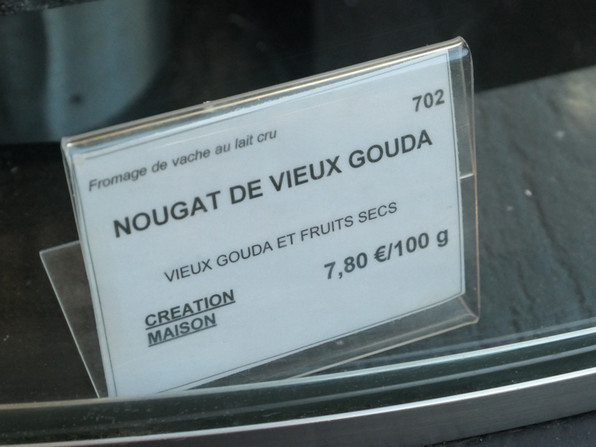 702
Fromage de vache au lait cru
NOUGAT DE VIEUX GOUDA
VIEUX GOUDA ET FRUITS SECS
7,80 €/100 g
CREATION
MAISON